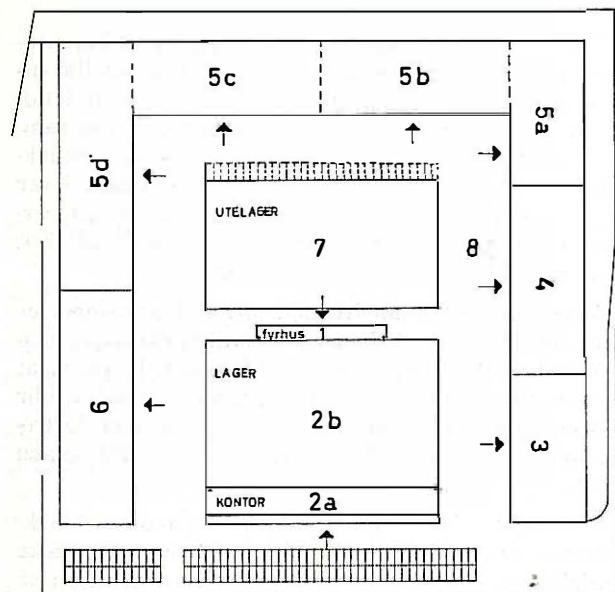 5c
5b
5a
5d
UTELAGER
7
8
4
fyrhus 1
LAGER
2b
6
3
KONTOR 2a